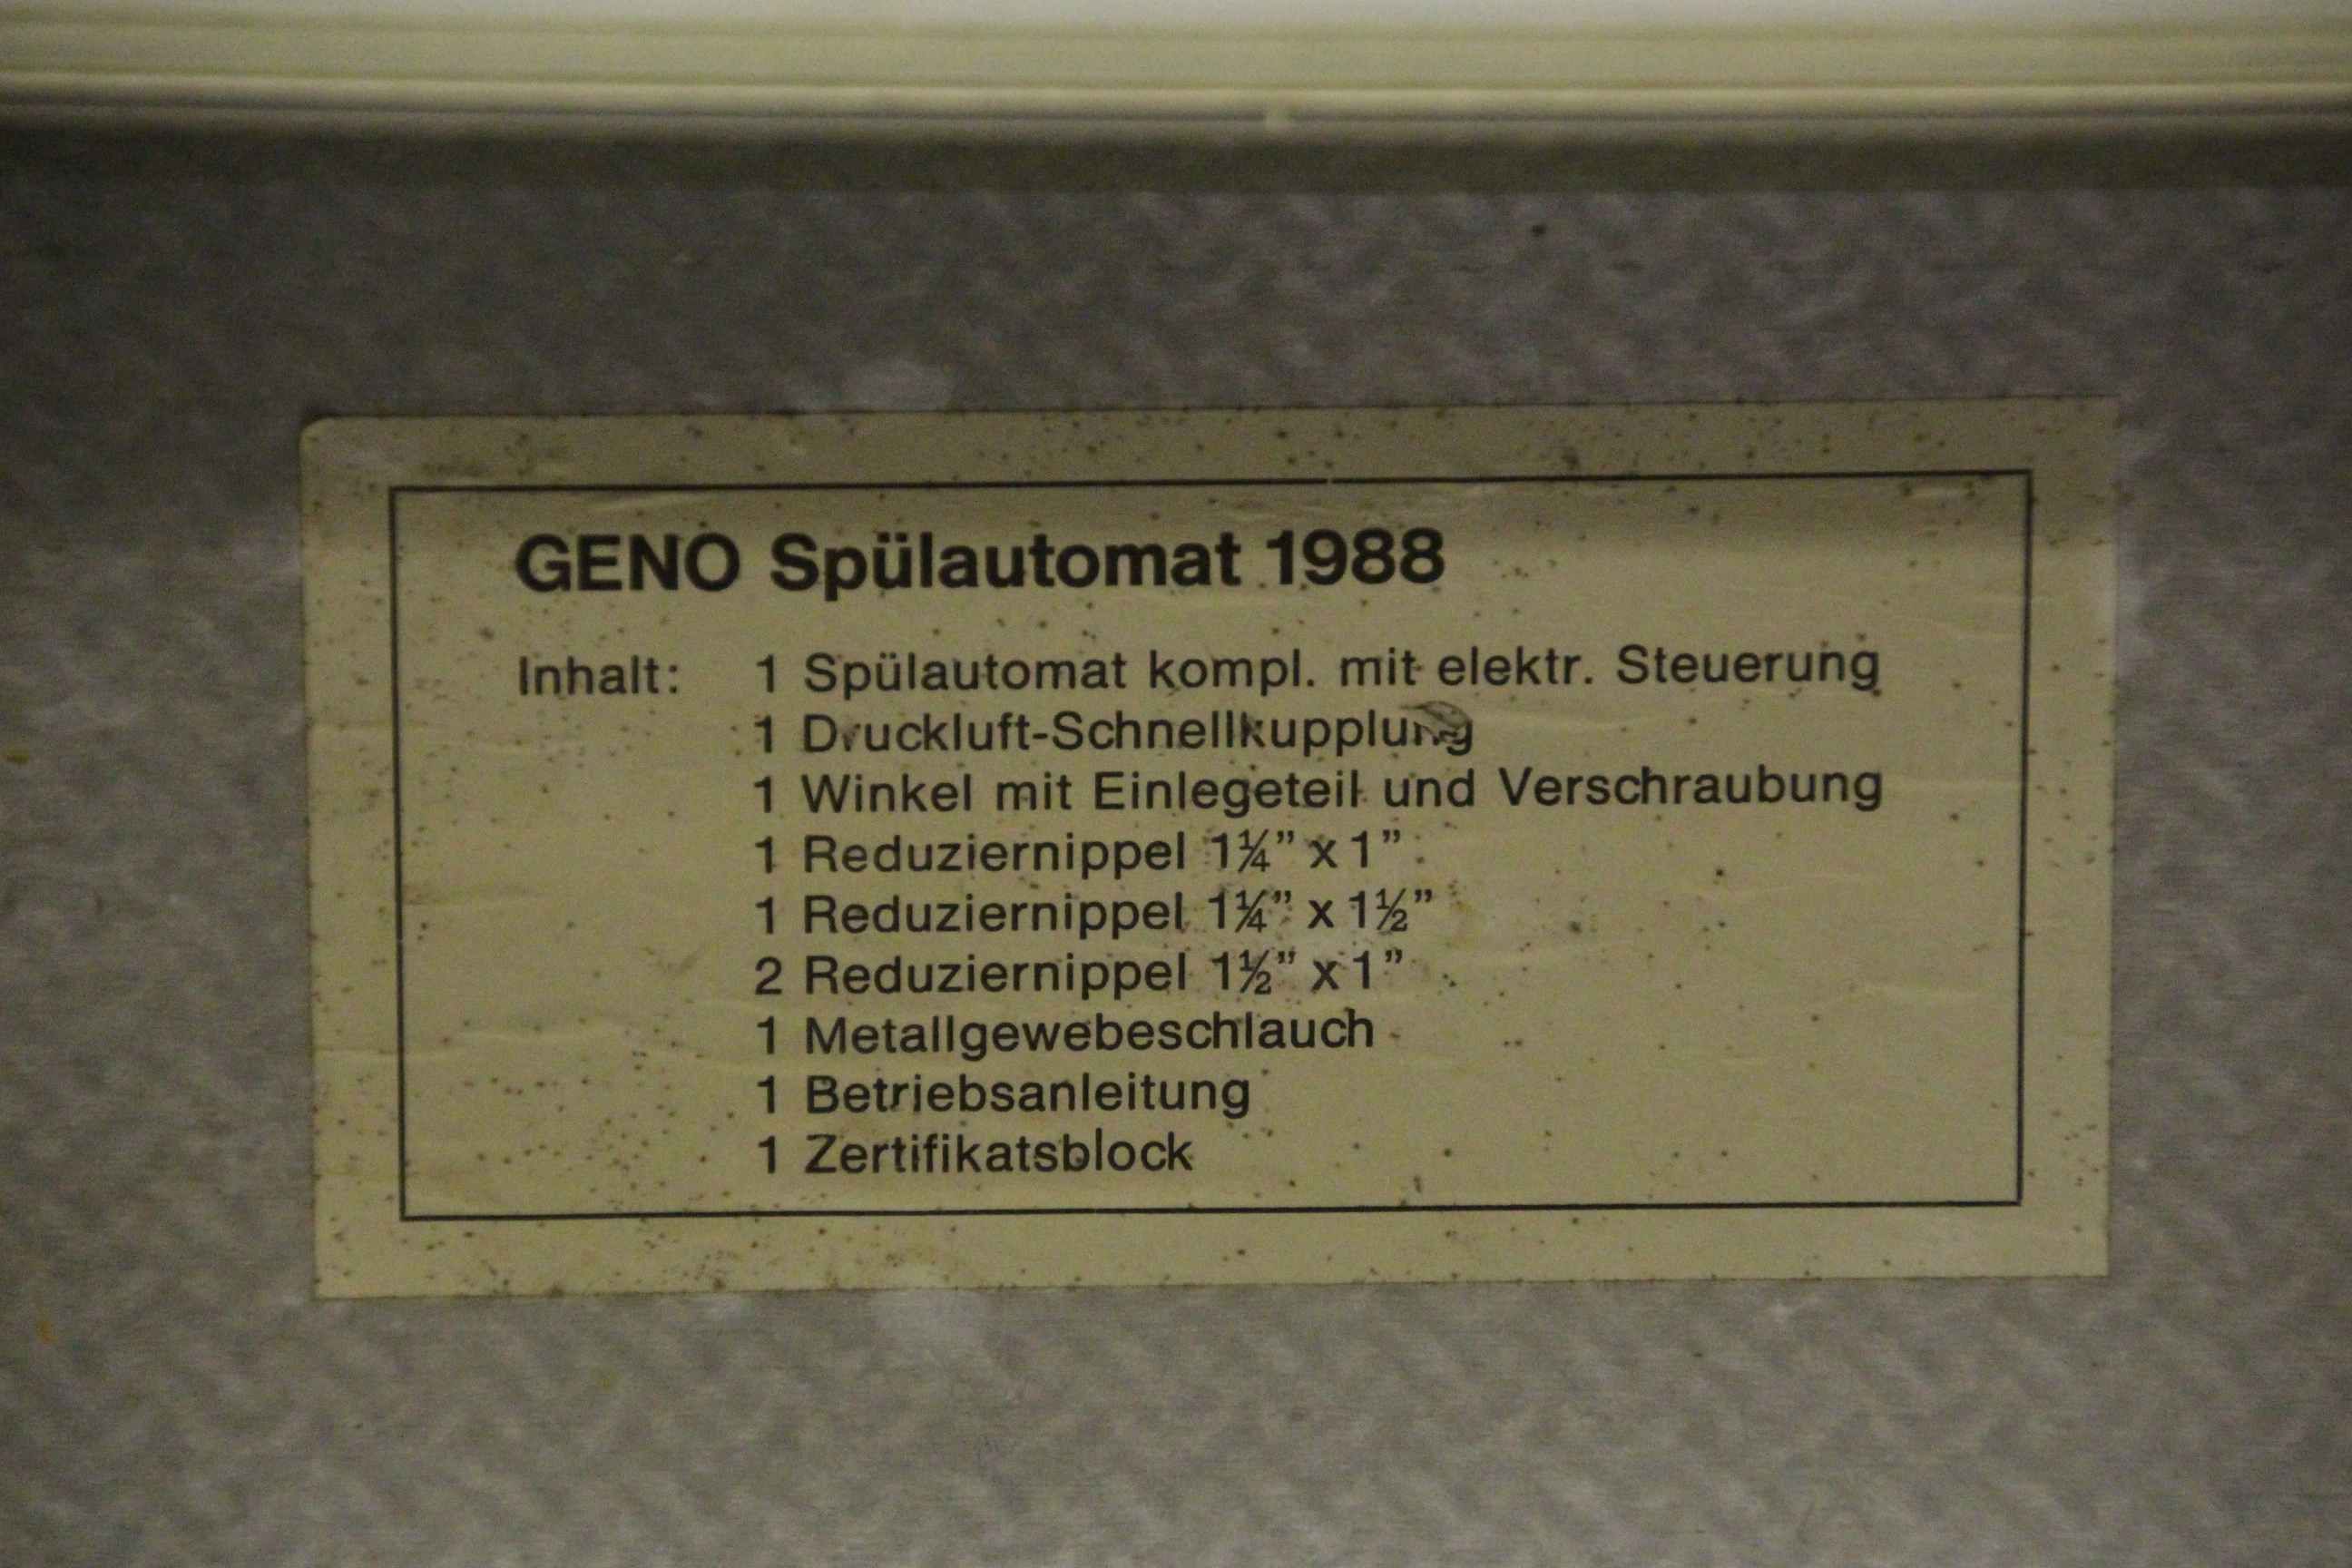 GENO Spülautomat 1988
Inhalt: 1 Spülautomat kompl. mit elektr. Steuerung
1 Druckluft-Schnellkupplung
1 Winkel mit Einlegeteil und Verschraubung
1 Reduziernippel 1¼” x 1”
1 Reduziernippel 1¼” x 1½”
2 Reduziernippel 1½” x 1”
1 Metallgewebeschlauch
1 Betriebsanleitung
1 Zertifikatsblock